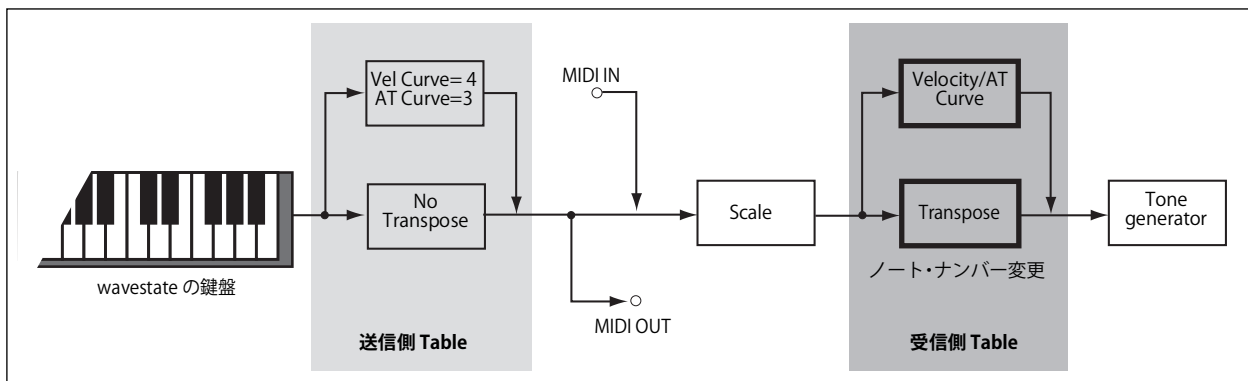 Vel Curve= 4
AT Curve=3
No
Transpose
wavestate の鍵盤
送信側 Table
MIDI IN
MIDI OUT
Scale
Velocity/AT
Curve
Transpose
ノート・ナンバー変更
受信側 Table
Tone
generator